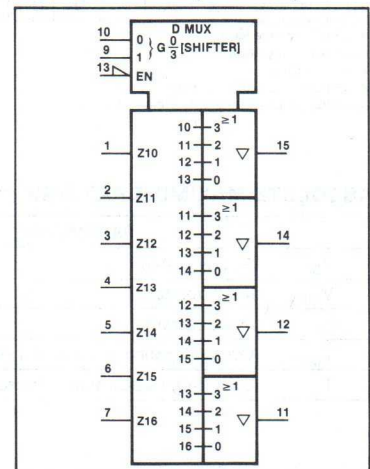 D MUX
10 0
9 1
} G 0/3 [SHIFTER]
13 EN
1 Z10
2 Z11
3 Z12
4 Z13
5 Z14
6 Z15
7 Z16
10 3 ≥1
11 2 ▽ 15
12 1
13 0
11 3 ≥1
12 2
13 1 ▽ 14
14 0
12 3 ≥1
13 2
14 1 ▽ 12
15 0
13 3 ≥1
14 2
15 1 ▽ 11
16 0